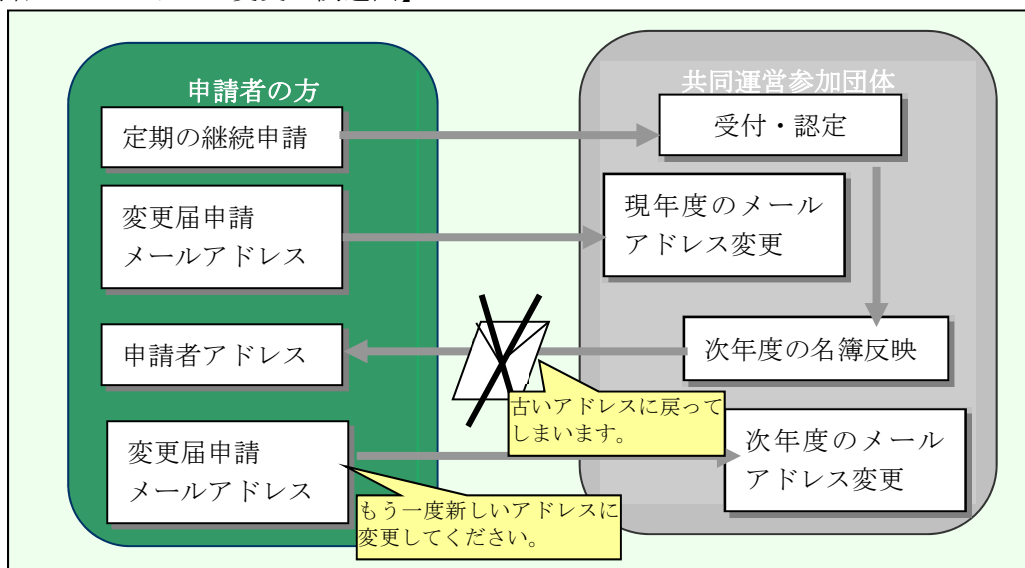 申請者の方
共同運営参加団体
定期の継続申請
受付・認定
変更届申請
メールアドレス
現年度のメール
アドレス変更
申請者アドレス
次年度の名簿反映
古いアドレスに戻って
しまいます。
変更届申請
メールアドレス
次年度のメール
アドレス変更
もう一度新しいアドレスに
変更してください。